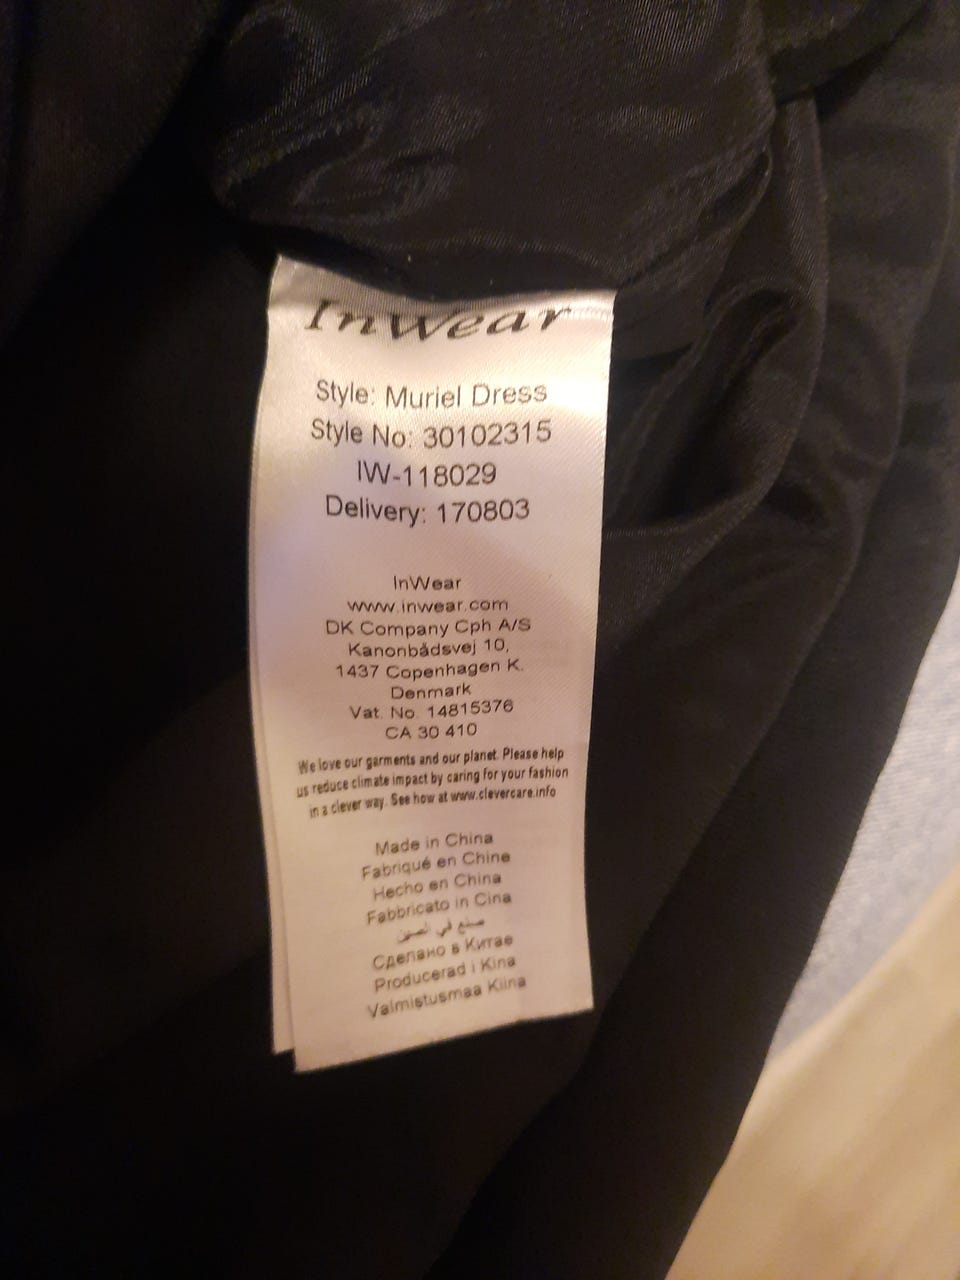 InWear
Style: Muriel Dress
Style No: 30102315
IW-118029
Delivery: 170803
InWear
www.inwear.com
DK Company Cph A/S
Kanonbådsvej 10,
1437 Copenhagen K.
Denmark
Vat. No. 14815376
CA 30 410
We love our garments and our planet. Please help
us reduce climate impact by caring for your fashion
in a clever way. See how at www.clevercare.info
Made in China
Fabriqué en Chine
Hecho en China
Fabbricato in Cina
صنع في الصين
Сделано в Китае
Producerad i Kina
Valmistusmaa Kiina